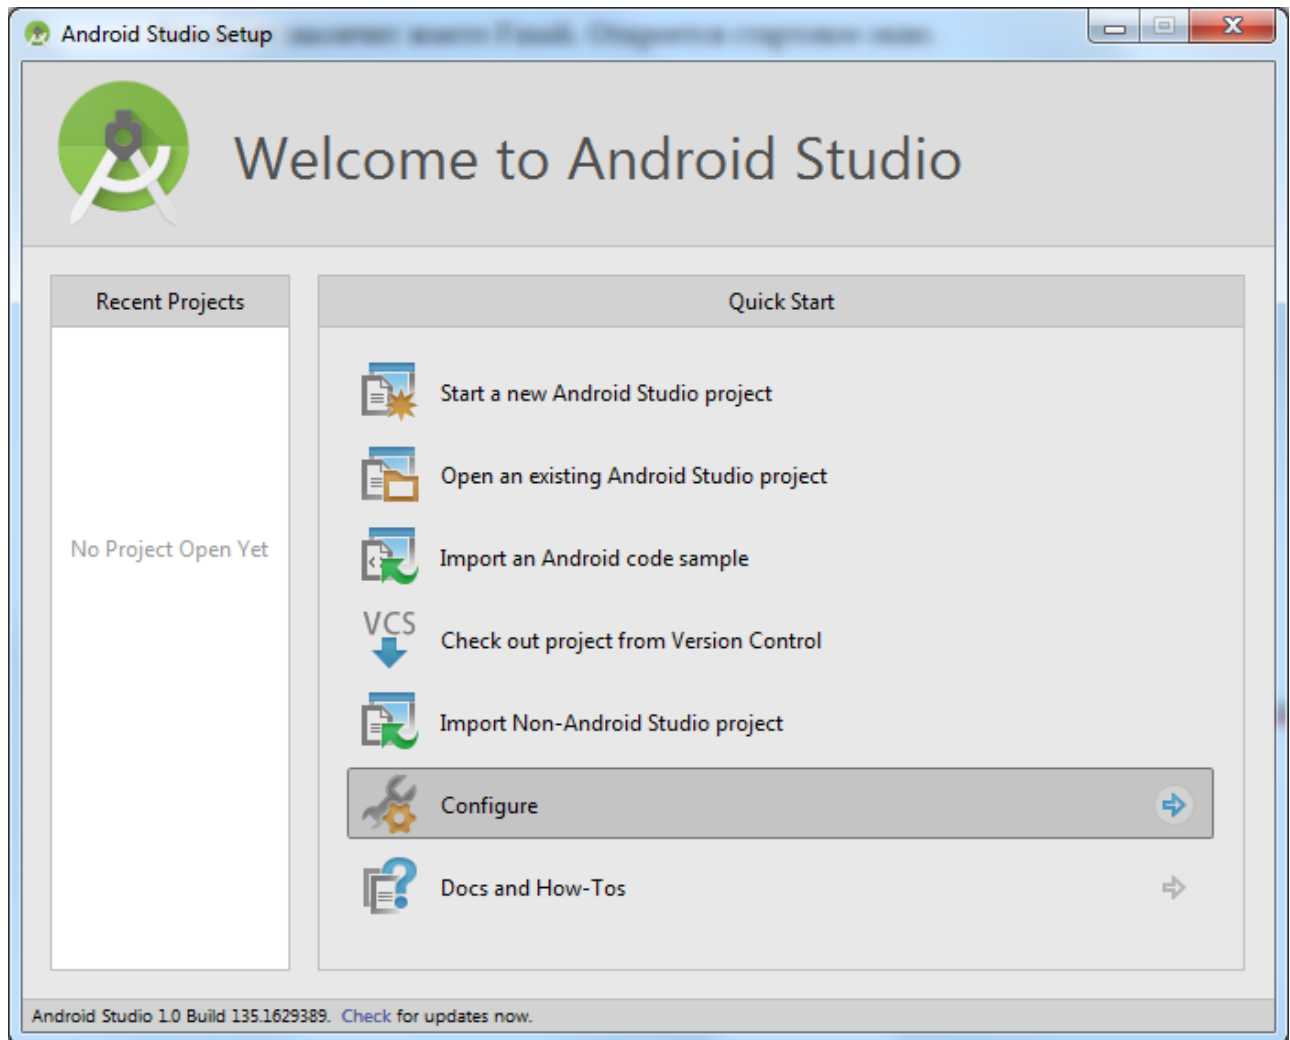 Android Studio Setup
Welcome to Android Studio
Recent Projects
No Project Open Yet
Quick Start
Start a new Android Studio project
Open an existing Android Studio project
Import an Android code sample
VCS
Check out project from Version Control
Import Non-Android Studio project
Configure
Docs and How-Tos
Android Studio 1.0 Build 135.1629389. Check for updates now.